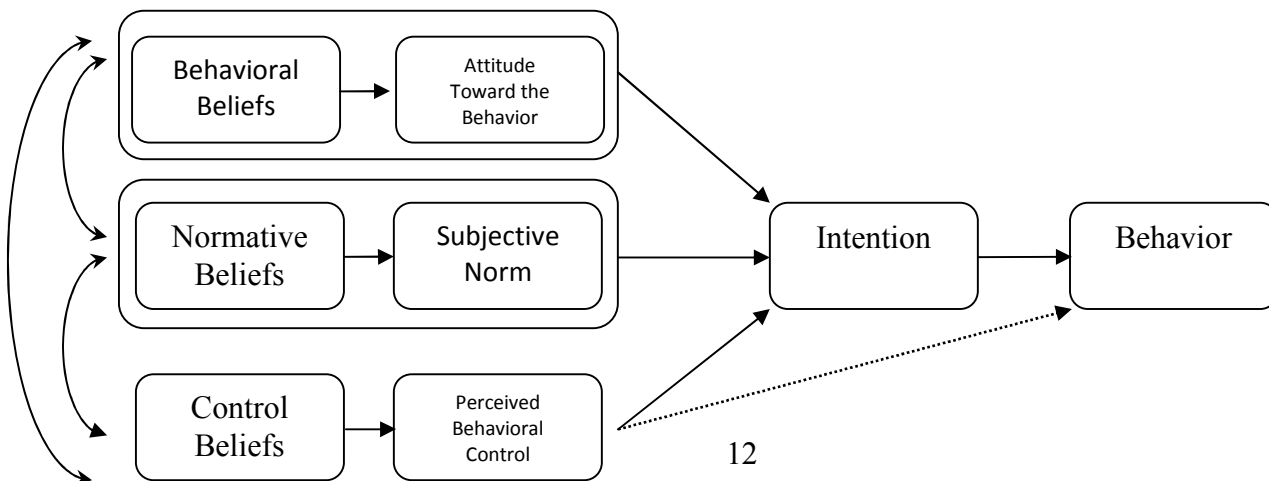 Behavioral
Beliefs
Attitude
Toward the
Behavior
Normative
Beliefs
Subjective
Norm
Intention
Behavior
Control
Beliefs
Perceived
Behavioral
Control
12